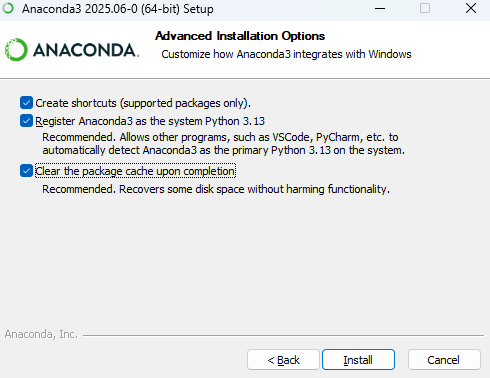 Anaconda3 2025.06-0 (64-bit) Setup
ANACONDA.
Advanced Installation Options
Customize how Anaconda3 integrates with Windows
Create shortcuts (supported packages only).
Register Anaconda3 as the system Python 3.13
Recommended. Allows other programs, such as VSCode, PyCharm, etc. to
automatically detect Anaconda3 as the primary Python 3.13 on the system.
Clear the package cache upon completion
Recommended. Recovers some disk space without harming functionality.
Anaconda, Inc.
< Back
Install
Cancel